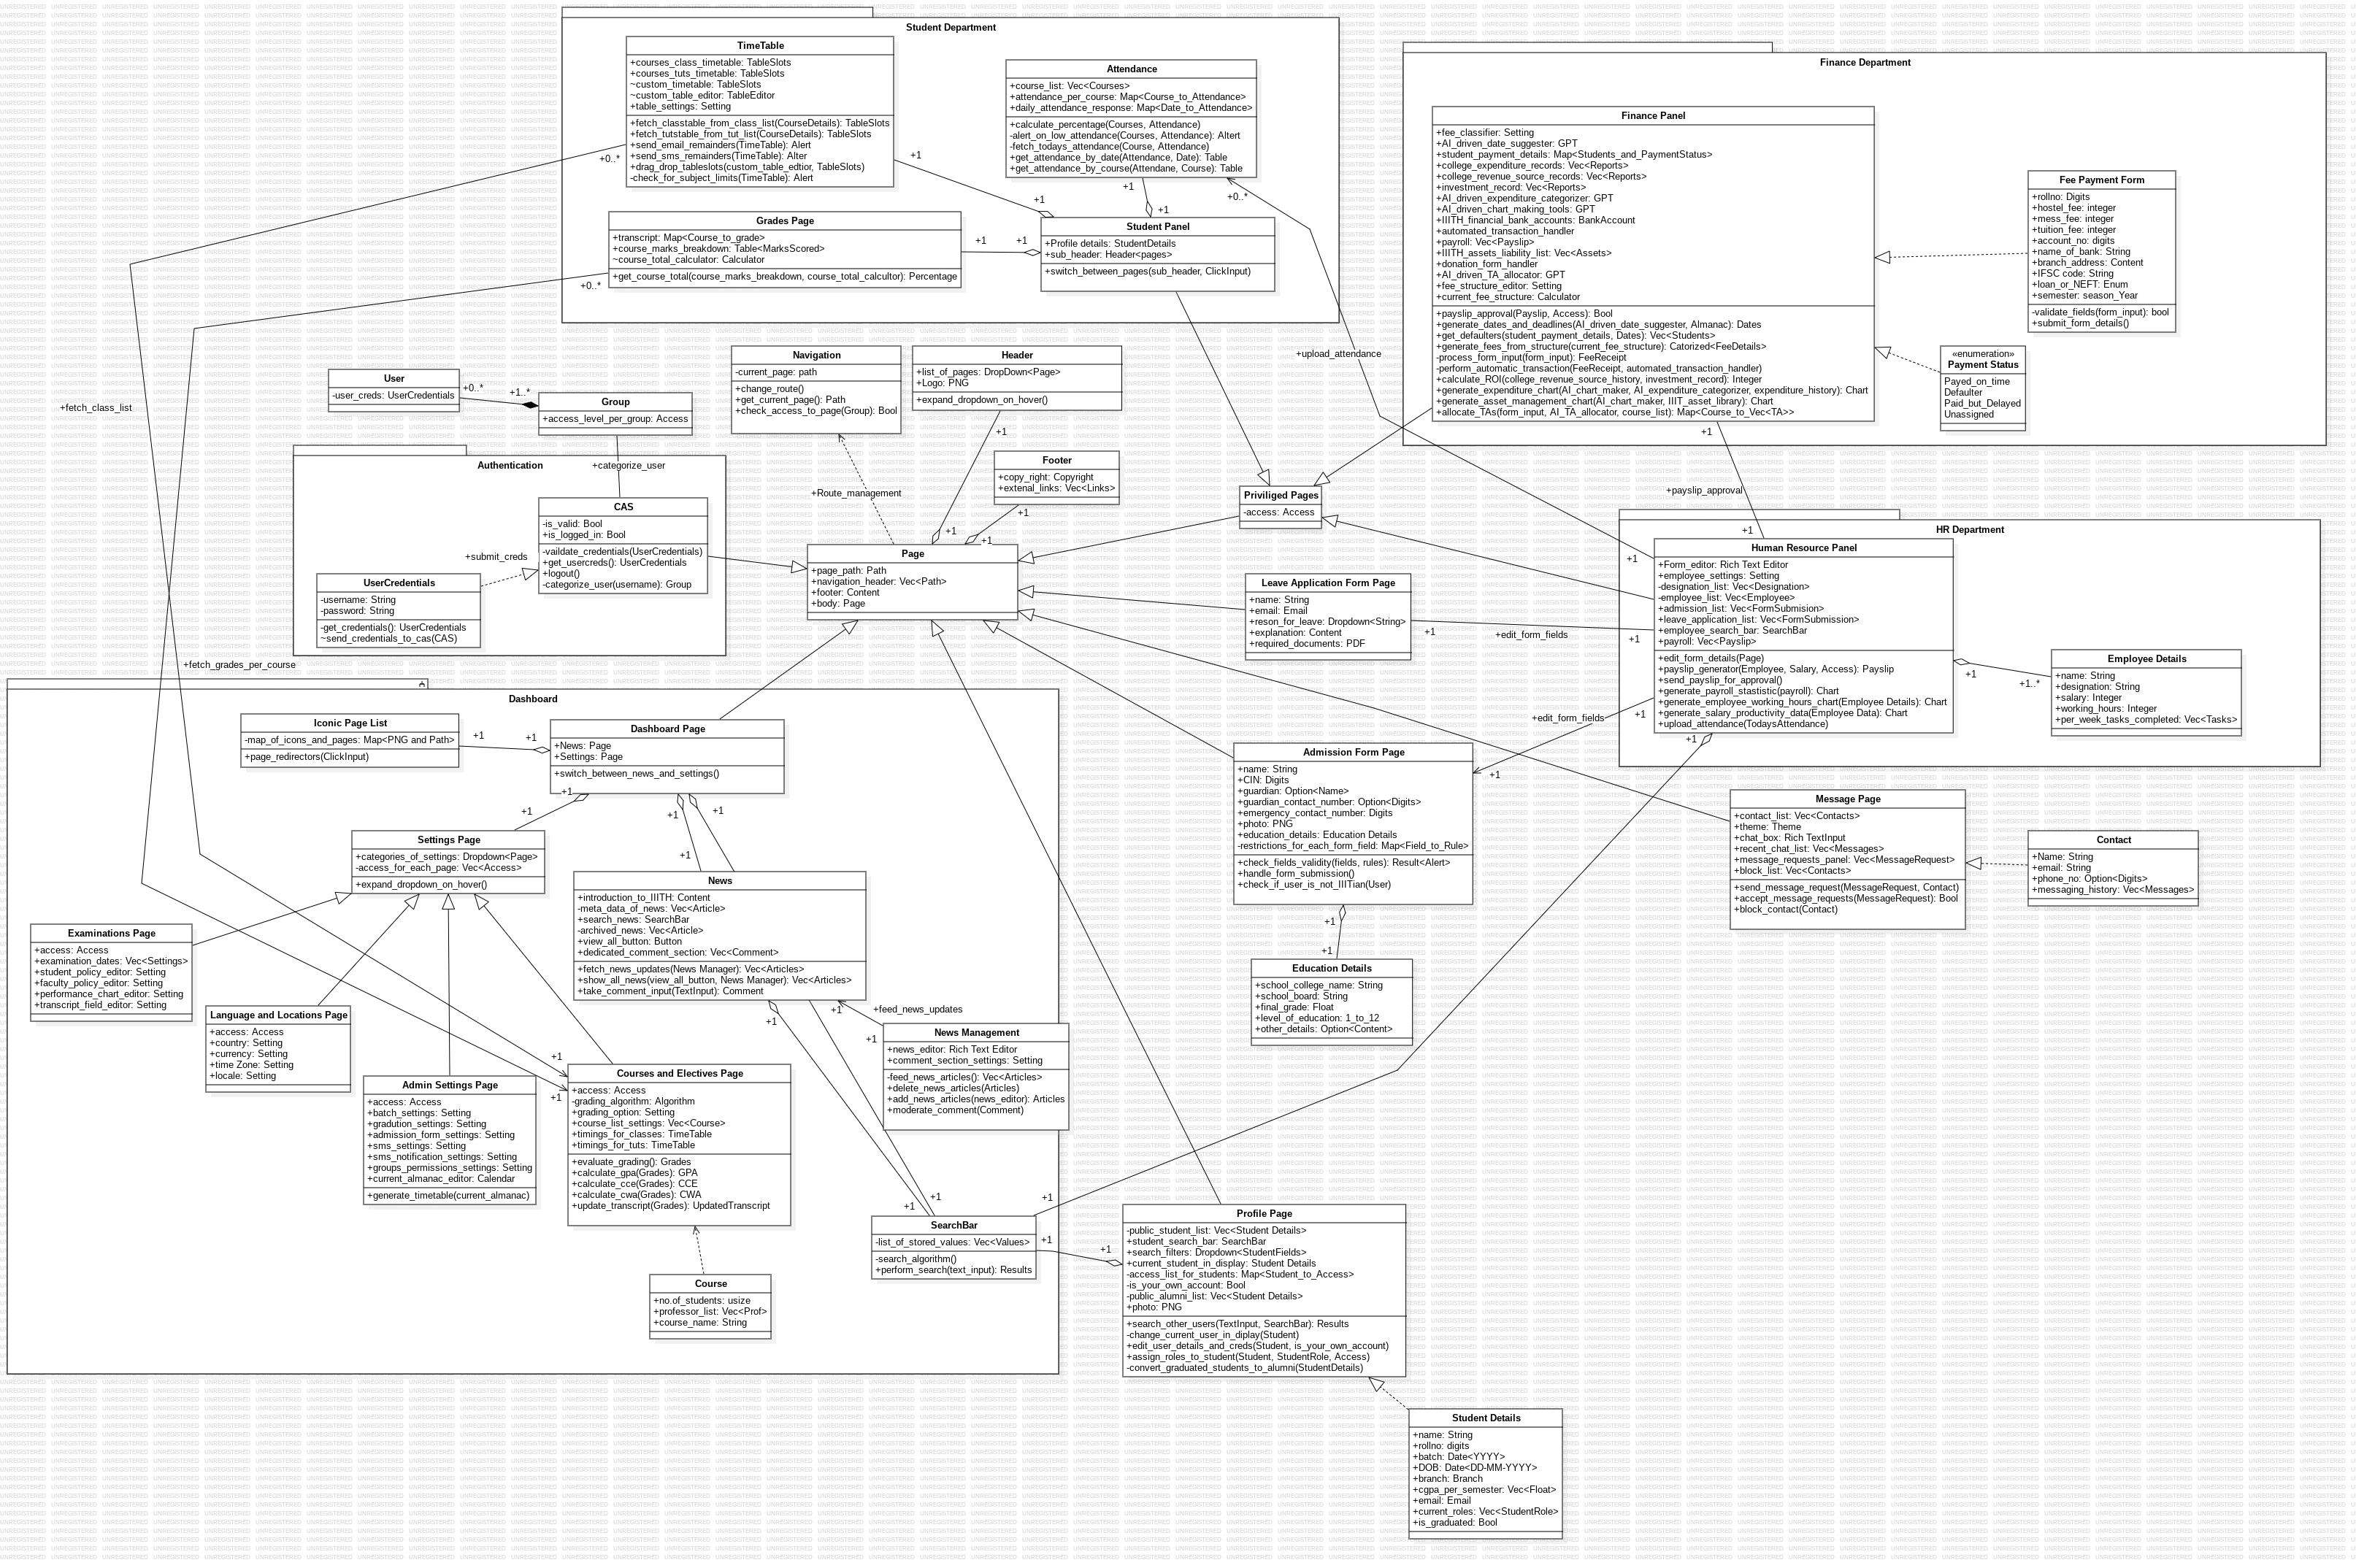 Student Department
TimeTable
+courses_class_timetable: TableSlots
+courses_tuts_timetable: TableSlots
~custom_timetable: TableSlots
~custom_table_editor: TableEditor
+table_settings: Setting
+fetch_classtable_from_class_list(CourseDetails): TableSlots
+fetch_tutstable_from_tut_list(CourseDetails): TableSlots
+send_email_remainders(TimeTable): Alert
+send_sms_remainders(TimeTable): Alter
+drag_drop_tableslots(custom_table_edtior, TableSlots)
-check_for_subject_limits(TimeTable): Alert
Attendance
+course_list: Vec<Courses>
+attendance_per_course: Map<Course_to_Attendance>
+daily_attendance_response: Map<Date_to_Attendance>
+calculate_percentage(Courses, Attendance)
-alert_on_low_attendance(Courses, Attendance): Altert
-fetch_todays_attendance(Course, Attendance)
+get_attendance_by_date(Attendance, Date): Table
+get_attendance_by_course(Attendane, Course): Table
+0..*
+1
+1
+1
+1
+0..*
Grades Page
+transcript: Map<Course_to_grade>
+course_marks_breakdown: Table<MarksScored>
~course_total_calculator: Calculator
+get_course_total(course_marks_breakdown, course_total_calcultor): Percentage
+0..*
+1
+1
Student Panel
+Profile details: StudentDetails
+sub_header: Header<pages>
+switch_between_pages(sub_header, ClickInput)
Finance Department
Finance Panel
+fee_classifier: Setting
+AI_driven_date_suggester: GPT
+student_payment_details: Map<Students_and_PaymentStatus>
+college_expenditure_records: Vec<Reports>
+college_revenue_source_records: Vec<Reports>
+investment_record: Vec<Reports>
+AI_driven_expenditure_categorizer: GPT
+AI_driven_chart_making_tools: GPT
+IIITH_financial_bank_accounts: BankAccount
+automated_transaction_handler
+payroll: Vec<Payslip>
+IIITH_assets_liability_list: Vec<Assets>
+donation_form_handler
+AI_driven_TA_allocator: GPT
+fee_structure_editor: Setting
+current_fee_structure: Calculator
+payslip_approval(Payslip, Access): Bool
+generate_dates_and_deadlines(AI_driven_date_suggester, Almanac): Dates
+get_defaulters(student_payment_details, Dates): Vec<Students>
+generate_fees_from_structure(current_fee_structure): Catorized<FeeDetails>
-process_form_input(form_input): FeeReceipt
-perform_automatic_transaction(FeeReceipt, automated_transaction_handler)
+calculate_ROI(college_revenue_source_history, investment_record): Integer
+generate_expenditure_chart(AI_chart_maker, AI_expenditure_categorizer, expenditure_history): Chart
+generate_asset_management_chart(AI_chart_maker, IIIT_asset_library): Chart
+allocate_TAs(form_input, AI_TA_allocator, course_list): Map<Course_to_Vec<TA>>
Fee Payment Form
+rollno: Digits
+hostel_fee: integer
+mess_fee: integer
+tuition_fee: integer
+account_no: digits
+name_of_bank: String
+branch_address: Content
+IFSC code: String
+loan_or_NEFT: Enum
+semester: season_Year
-validate_fields(form_input): bool
+submit_form_details()
«enumeration»
Payment Status
Payed_on_time
Defaulter
Paid_but_Delayed
Unassigned
+upload_attendance
+fetch_class_list
User
-user_creds: UserCredentials
+0..*
+1..*
Group
+access_level_per_group: Access
Navigation
-current_page: path
+change_route()
+get_current_page(): Path
+check_access_to_page(Group): Bool
Header
+list_of_pages: DropDown<Page>
+Logo: PNG
+expand_dropdown_on_hover()
+1
+1
Footer
+copy_right: Copyright
+extenal_links: Vec<Links>
+1
+1
+Route_management
Authentication
+categorize_user
CAS
-is_valid: Bool
+is_logged_in: Bool
-vaildate_credentials(UserCredentials)
+get_usercreds(): UserCredentials
+logout()
-categorize_user(username): Group
+submit_creds
UserCredentials
-username: String
-password: String
-get_credentials(): UserCredentials
~send_credentials_to_cas(CAS)
Priviliged Pages
-access: Access
Page
+page_path: Path
+navigation_header: Vec<Path>
+footer: Content
+body: Page
+1
+payslip_approval
+1
HR Department
Human Resource Panel
+Form_editor: Rich Text Editor
+employee_settings: Setting
-designation_list: Vec<Designation>
-employee_list: Vec<Employee>
+admission_list: Vec<FormSubmision>
+leave_application_list: Vec<FormSubmission>
+employee_search_bar: SearchBar
+payroll: Vec<Payslip>
+edit_form_details(Page)
+payslip_generator(Employee, Salary, Access): Payslip
+send_payslip_for_approval()
+generate_payroll_stastistic(payroll): Chart
+generate_employee_working_hours_chart(Employee Details): Chart
+generate_salary_productivity_data(Employee Data): Chart
+upload_attendance(TodaysAttendance)
+1
+1
+1
+1
+1
+1..*
Employee Details
+name: String
+designation: String
+salary: Integer
+working_hours: Integer
+per_week_tasks_completed: Vec<Tasks>
Leave Application Form Page
+name: String
+email: Email
+reson_for_leave: Dropdown<String>
+explanation: Content
+required_documents: PDF
+1
+edit_form_fields
+edit_form_fields
+fetch_grades_per_course
Dashboard
Iconic Page List
-map_of_icons_and_pages: Map<PNG and Path>
+page_redirectors(ClickInput)
+1
+1
Dashboard Page
+News: Page
+Settings: Page
+switch_between_news_and_settings()
+1
+1
+1
+1
+1
Settings Page
+categories_of_settings: Dropdown<Page>
-access_for_each_page: Vec<Access>
+expand_dropdown_on_hover()
News
+introduction_to_IIITH: Content
-meta_data_of_news: Vec<Article>
+search_news: SearchBar
-archived_news: Vec<Article>
+view_all_button: Button
+dedicated_comment_section: Vec<Comment>
+fetch_news_updates(News Manager): Vec<Articles>
+show_all_news(view_all_button, News Manager): Vec<Articles>
+take_comment_input(TextInput): Comment
+1
+1
+1
+feed_news_updates
News Management
+news_editor: Rich Text Editor
+comment_section_settings: Setting
-feed_news_articles(): Vec<Articles>
+delete_news_articles(Articles)
+add_news_articles(news_editor): Articles
+moderate_comment(Comment)
Examinations Page
+access: Access
+examination_dates: Vec<Settings>
+student_policy_editor: Setting
+faculty_policy_editor: Setting
+performance_chart_editor: Setting
+transcript_field_editor: Setting
Language and Locations Page
+access: Access
+country: Setting
+currency: Setting
+time Zone: Setting
+locale: Setting
Admin Settings Page
+access: Access
+batch_settings: Setting
+gradution_settings: Setting
+admission_form_settings: Setting
+sms_settings: Setting
+sms_notification_settings: Setting
+groups_permissions_settings: Setting
+current_almanac_editor: Calendar
+generate_timetable(current_almanac)
+1
+1
Courses and Electives Page
+access: Access
-grading_algorithm: Algorithm
+grading_option: Setting
+course_list_settings: Vec<Course>
+timings_for_classes: TimeTable
+timings_for_tuts: TimeTable
+evaluate_grading(): Grades
+calculate_gpa(Grades): GPA
+calculate_cce(Grades): CCE
+calculate_cwa(Grades): CWA
+update_transcript(Grades): UpdatedTranscript
Course
+no.of_students: usize
+professor_list: Vec<Prof>
+course_name: String
+1
+1
+1
+1
+1
SearchBar
-list_of_stored_values: Vec<Values>
-search_algorithm()
+perform_search(text_input): Results
Admission Form Page
+name: String
+CIN: Digits
+guardian: Option<Name>
+guardian_contact_number: Option<Digits>
+emergency_contact_number: Digits
+photo: PNG
+education_details: Education Details
-restrictions_for_each_form_field: Map<Field_to_Rule>
+check_fields_validity(fields, rules): Result<Alert>
+handle_form_submission()
+check_if_user_is_not_IIITian(User)
+1
+1
+1
Education Details
+school_college_name: String
+school_board: String
+final_grade: Float
+level_of_education: 1_to_12
+other_details: Option<Content>
Message Page
+contact_list: Vec<Contacts>
+theme: Theme
+chat_box: Rich TextInput
+recent_chat_list: Vec<Messages>
+message_requests_panel: Vec<MessageRequest>
+block_list: Vec<Contacts>
+send_message_request(MessageRequest, Contact)
+accept_message_requests(MessageRequest): Bool
+block_contact(Contact)
Contact
+Name: String
+email: String
+phone_no: Option<Digits>
+messaging_history: Vec<Messages>
Profile Page
-public_student_list: Vec<Student Details>
+student_search_bar: SearchBar
+search_filters: Dropdown<StudentFields>
+current_student_in_display: Student Details
-access_list_for_students: Map<Student_to_Access>
-is_your_own_account: Bool
-public_alumni_list: Vec<Student Details>
+photo: PNG
+search_other_users(TextInput, SearchBar): Results
-change_current_user_in_diplay(Student)
+edit_user_details_and_creds(Student, is_your_own_account)
+assign_roles_to_student(Student, StudentRole, Access)
-convert_graduated_students_to_alumni(StudentDetails)
Student Details
+name: String
+rollno: digits
+batch: Date<YYYY>
+DOB: Date<DD-MM-YYYY>
+branch: Branch
+cgpa_per_semester: Vec<Float>
+email: Email
+current_roles: Vec<StudentRole>
+is_graduated: Bool
UNREGISTERED